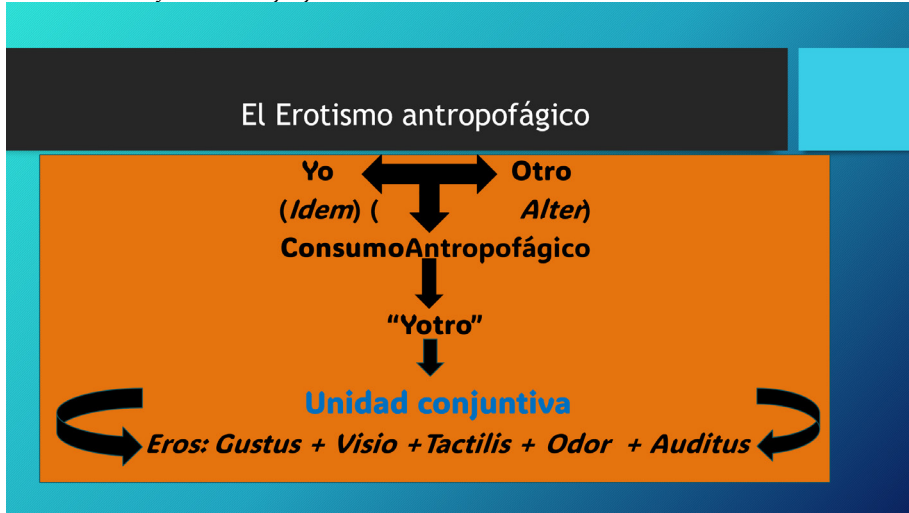 El Erotismo antropofágico
Yo Otro
(Idem) ( Alter)
ConsumoAntropofágico
“Yotro”
Unidad conjuntiva
Eros: Gustus + Visio +Tactilis + Odor + Auditus